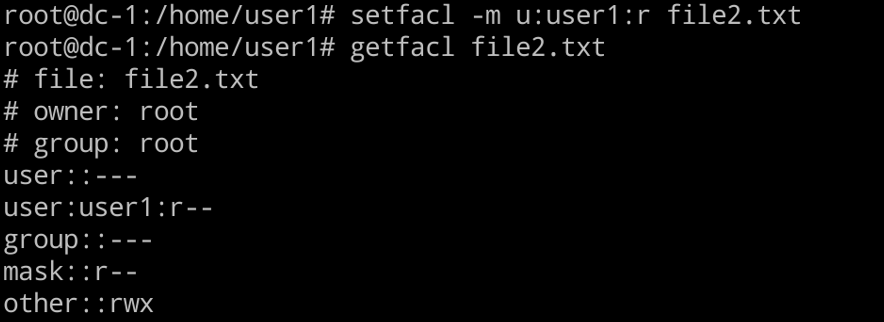 root@dc-1:/home/user1# setfacl -m u:user1:r file2.txt
root@dc-1:/home/user1# getfacl file2.txt
# file: file2.txt
# owner: root
# group: root
user::---
user:user1:r--
group::---
mask::r--
other::rwx